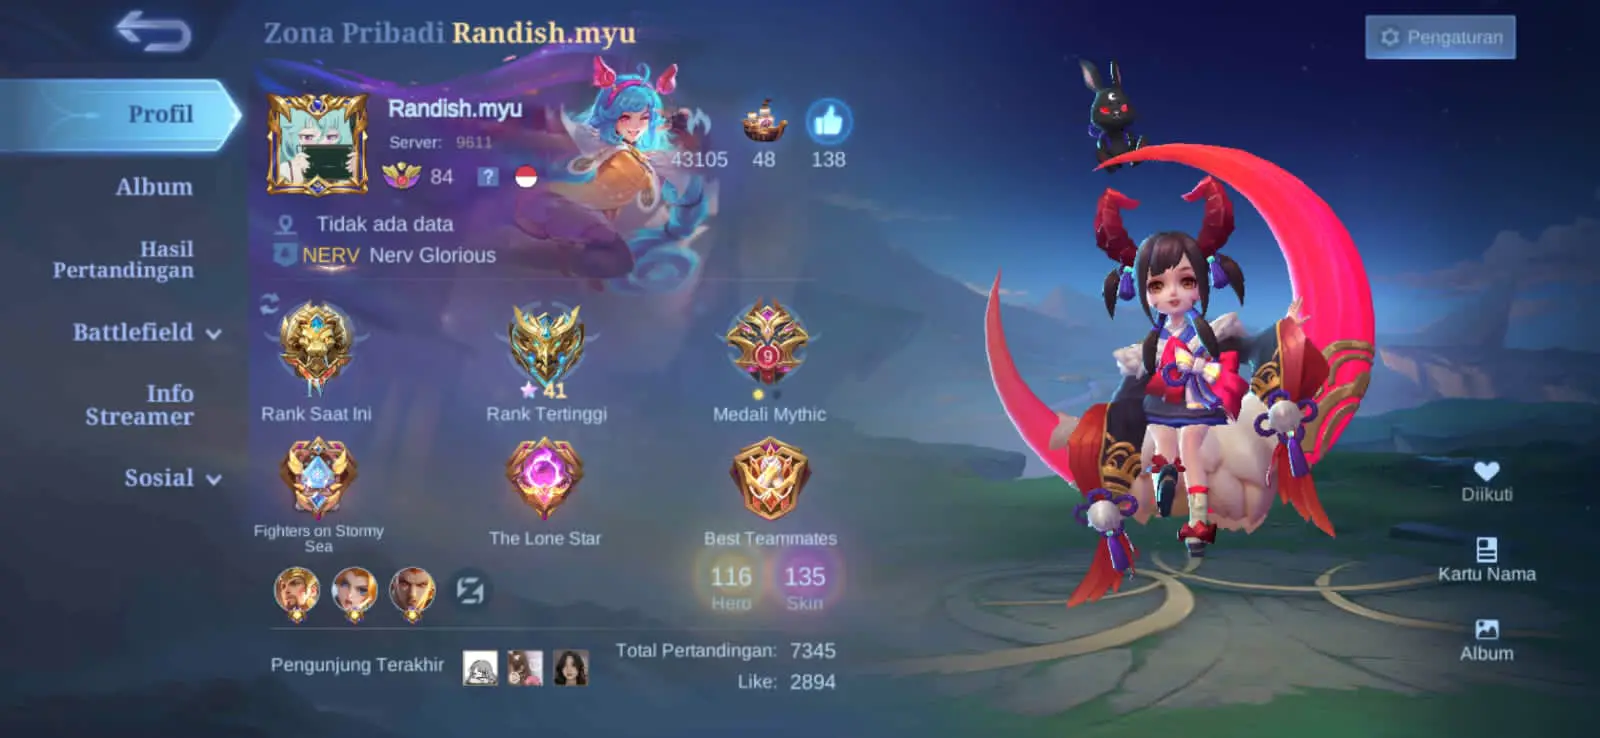 Zona Pribadi Randish.myu
Pengaturan
Profil
Album
Hasil
Pertandingan
Battlefield
Info
Streamer
Sosial
Randish.myu
Server: 9611
84 ?
43105 48 138
Tidak ada data
NERV Nerv Glorious
41
9
Rank Saat Ini
Rank Tertinggi
Medali Mythic
Fighters on Stormy
Sea
The Lone Star
Best Teammates
116 135
Hero Skin
Pengunjung Terakhir
Total Pertandingan: 7345
Like: 2894
Diikuti
Kartu Nama
Album